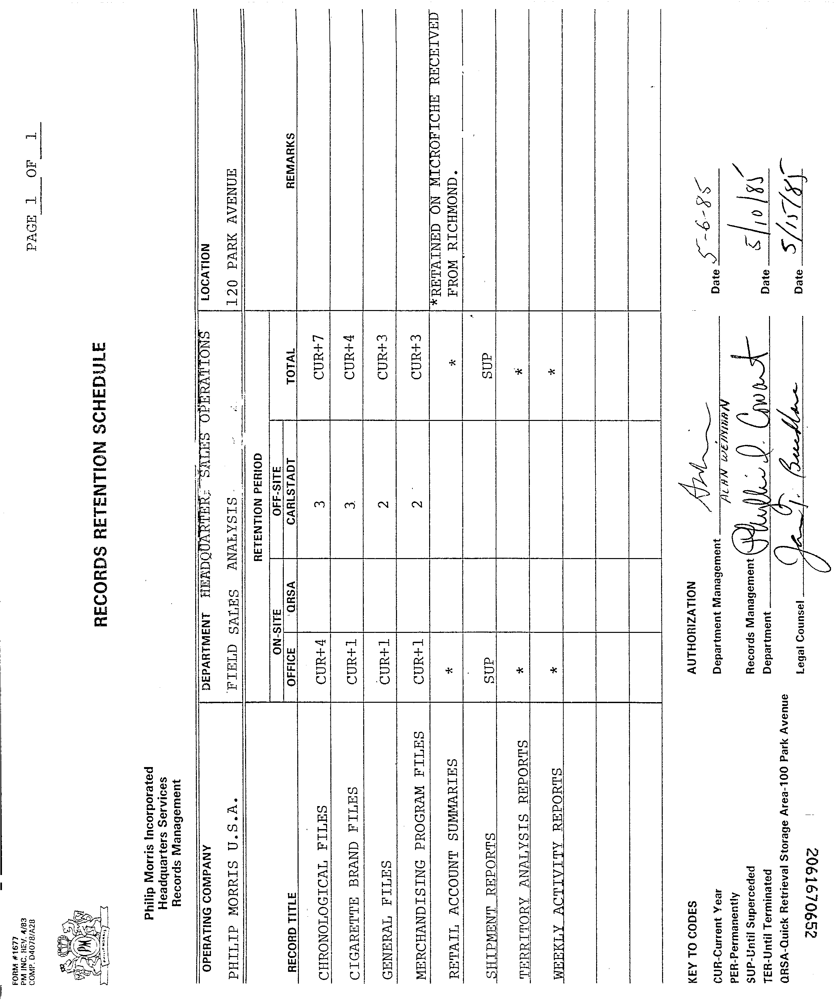 FORM #1677
PM INC. REV. 4/83
COMP. D4078/A2B
PAGE 1 OF 1
RECORDS RETENTION SCHEDULE
Philip Morris Incorporated
Headquarters Services
Records Management
OPERATING COMPANY DEPARTMENT HEADQUARTER, SALES OPERATIONS LOCATION
PHILIP MORRIS U.S.A. FIELD SALES ANALYSIS 120 PARK AVENUE
RETENTION PERIOD
ON-SITE OFF-SITE
RECORD TITLE OFFICE QRSA CARLSTADT TOTAL REMARKS
CHRONOLOGICAL FILES CUR+4 3 CUR+7
CIGARETTE BRAND FILES CUR+1 3 CUR+4
GENERAL FILES CUR+1 2 CUR+3
MERCHANDISING PROGRAM FILES CUR+1 2 CUR+3
RETAIL ACCOUNT SUMMARIES * * *RETAINED ON MICROFICHE RECEIVED
FROM RICHMOND.
SHIPMENT REPORTS SUP SUP
TERRITORY ANALYSIS REPORTS * *
WEEKLY ACTIVITY REPORTS * *
KEY TO CODES
CUR-Current Year
PER-Permanently
SUP-Until Superceded
TER-Until Terminated
QRSA-Quick Retrieval Storage Area-100 Park Avenue
AUTHORIZATION
Department Management Date 5-6-85
ALAN WEINMAN
Records Management
Department Phyllis D. Cowart Date 5/10/85
Legal Counsel Date 5/15/85
2061670652